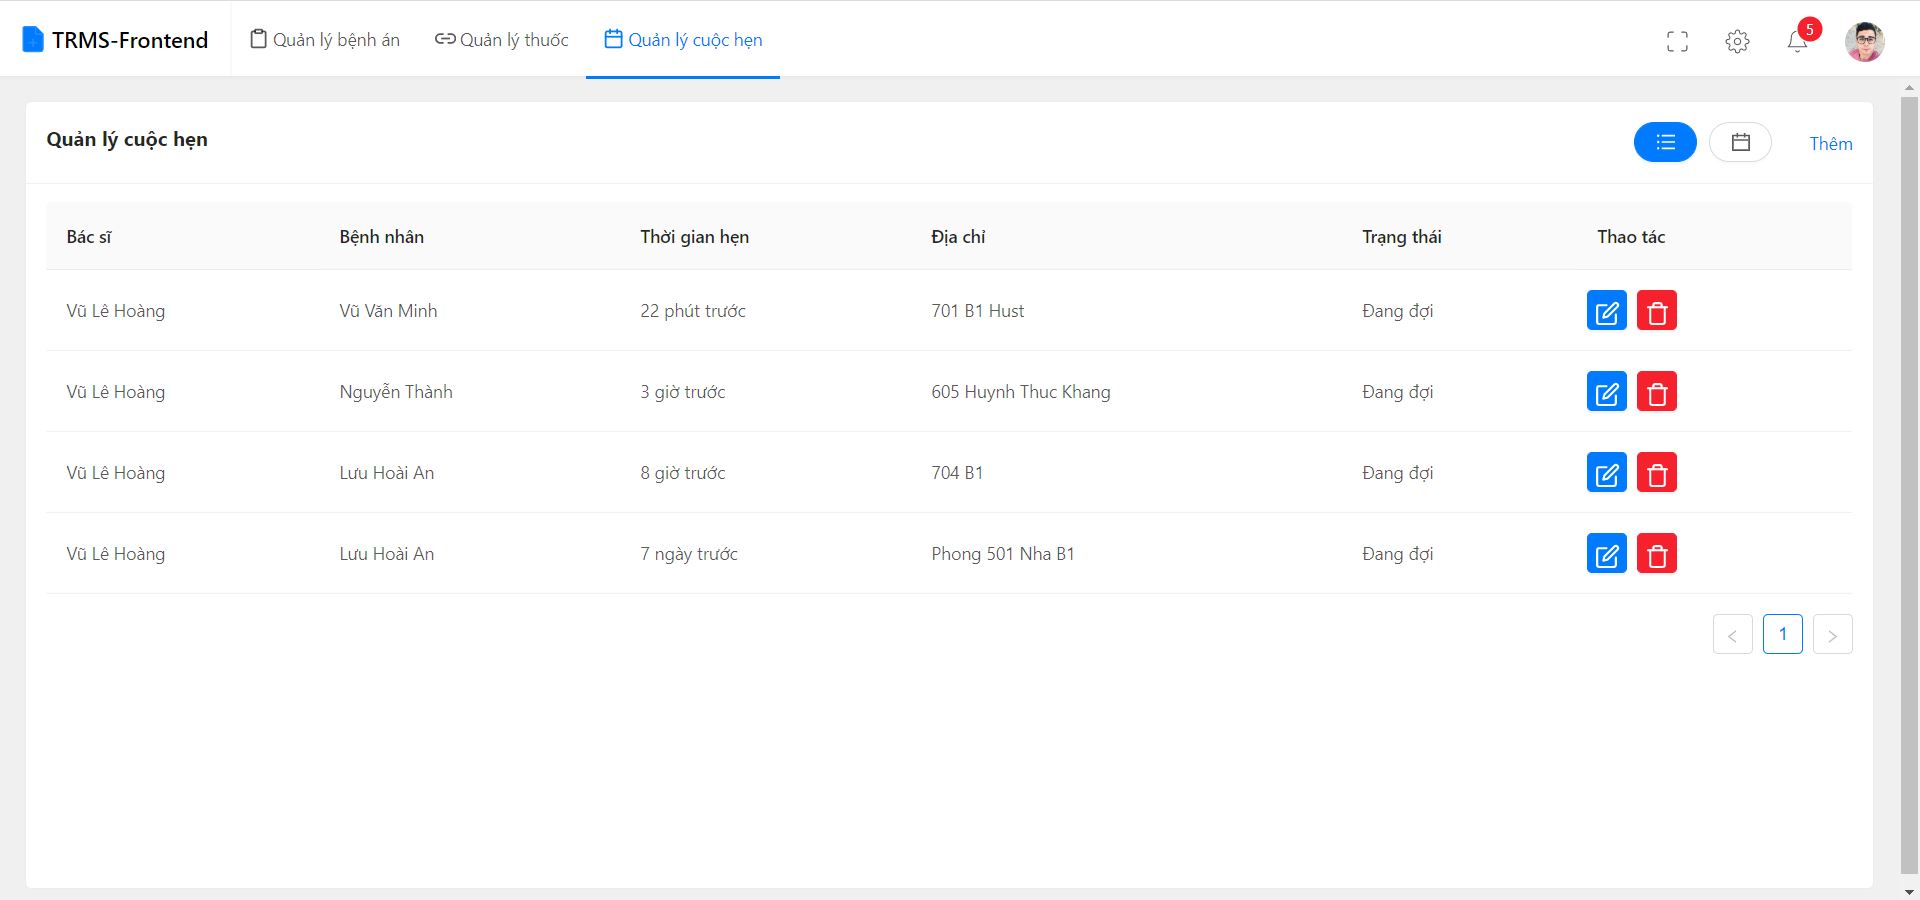 TRMS-Frontend
Quản lý bệnh án
Quản lý thuốc
Quản lý cuộc hẹn
5
Quản lý cuộc hẹn
Thêm
Bác sĩ Bệnh nhân Thời gian hẹn Địa chỉ Trạng thái Thao tác
Vũ Lê Hoàng Vũ Văn Minh 22 phút trước 701 B1 Hust Đang đợi
Vũ Lê Hoàng Nguyễn Thành 3 giờ trước 605 Huynh Thuc Khang Đang đợi
Vũ Lê Hoàng Lưu Hoài An 8 giờ trước 704 B1 Đang đợi
Vũ Lê Hoàng Lưu Hoài An 7 ngày trước Phong 501 Nha B1 Đang đợi
1